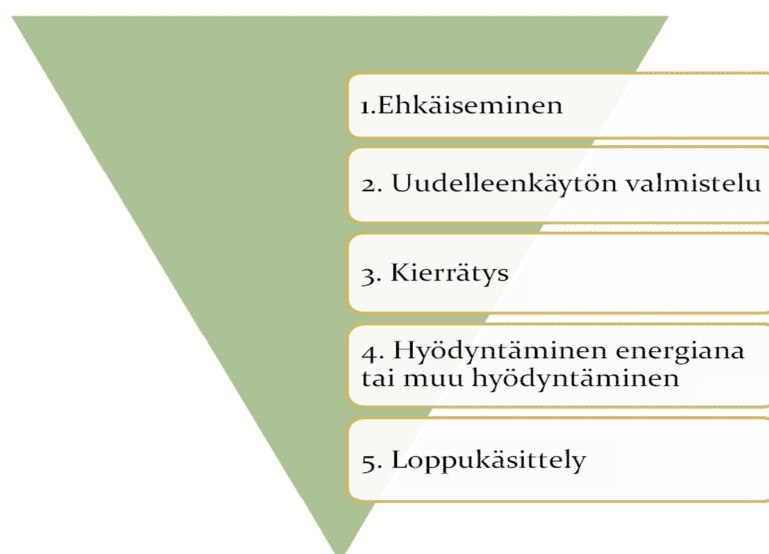 1.Ehkäiseminen
2. Uudelleenkäytön valmistelu
3. Kierrätys
4. Hyödyntäminen energiana
tai muu hyödyntäminen
5. Loppukäsittely